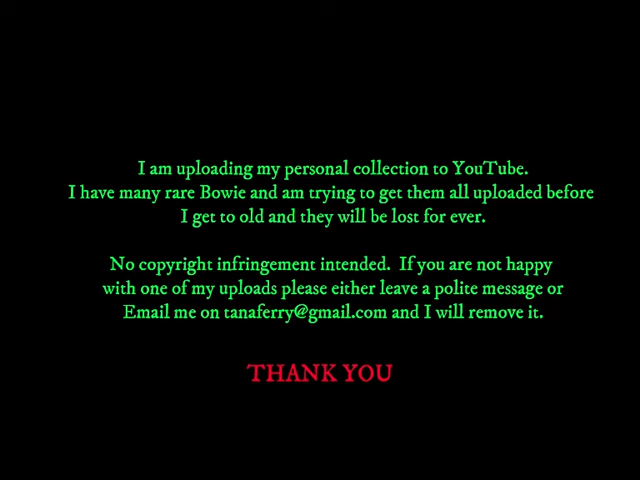 I am uploading my personal collection to YouTube.
I have many rare Bowie and am trying to get them all uploaded before
I get to old and they will be lost for ever.
No copyright infringement intended.  If you are not happy
with one of my uploads please either leave a polite message or
Email me on tanaferry@gmail.com and I will remove it.
THANK YOU